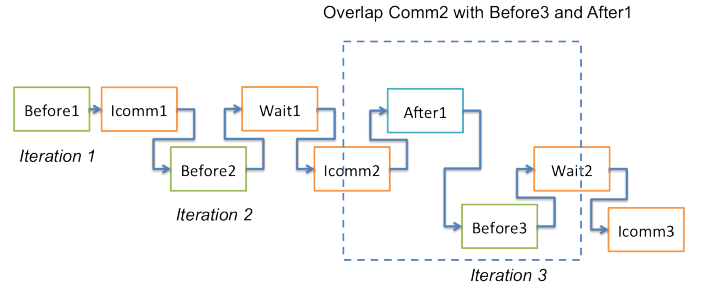 Overlap Comm2 with Before3 and After1
Before1
Icomm1
Wait1
After1
Iteration 1
Before2
Icomm2
Wait2
Iteration 2
Before3
Icomm3
Iteration 3